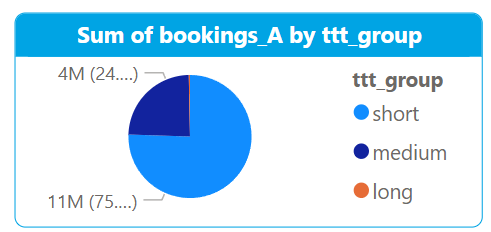 Sum of bookings_A by ttt_group
4M (24....)
11M (75....)
ttt_group
short
medium
long